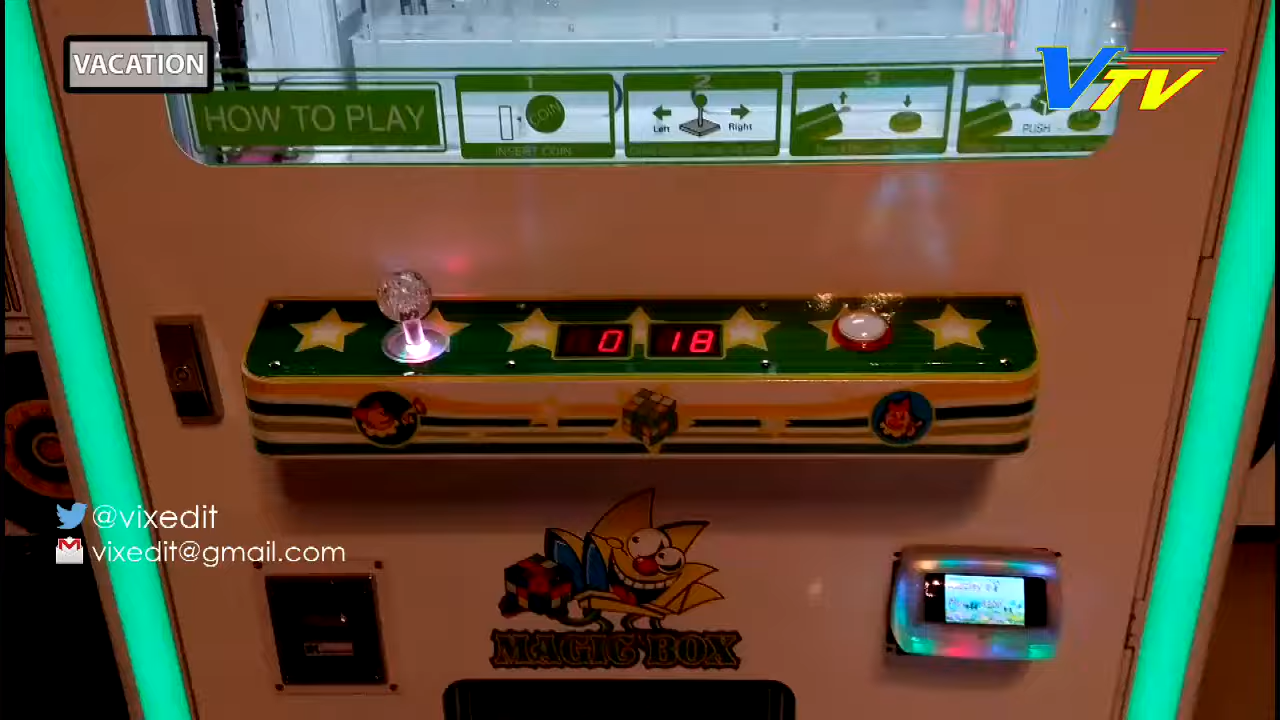 VACATION
VTV
HOW TO PLAY
1
COIN
INSERT COIN
2
Left
Right
3
PUSH
0
18
@vixedit
vixedit@gmail.com
MAGIC BOX